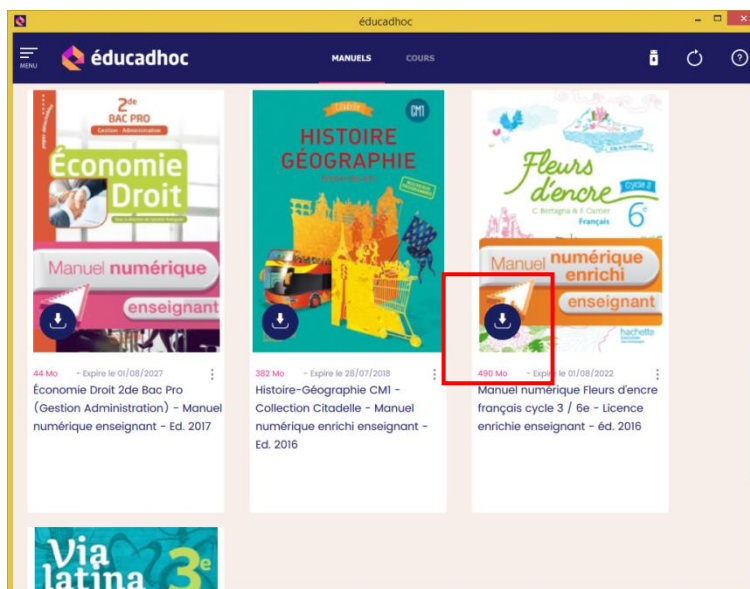 éducadhoc
MENU
éducadhoc
MANUELS
COURS
2de
BAC PRO
Gestion - Administration
Économie
Droit
Manuel numérique
enseignant
Citadelle
CM1
HISTOIRE
GÉOGRAPHIE
NOUVEAUX
PROGRAMMES
Fleurs
d'encre
cycle 3
C. Bertagna & F. Carrier
Français
6e
Manuel numérique
enrichi
enseignant
hachette
44 Mo - Expire le 01/08/2027
Économie Droit 2de Bac Pro
(Gestion Administration) - Manuel
numérique enseignant - Ed. 2017
382 Mo - Expire le 28/07/2018
Histoire-Géographie CM1 -
Collection Citadelle - Manuel
numérique enrichi enseignant -
Ed. 2016
490 Mo - Expire le 01/08/2022
Manuel numérique Fleurs d'encre
français cycle 3 / 6e - Licence
enrichie enseignant - éd. 2016
Via
latina
3e